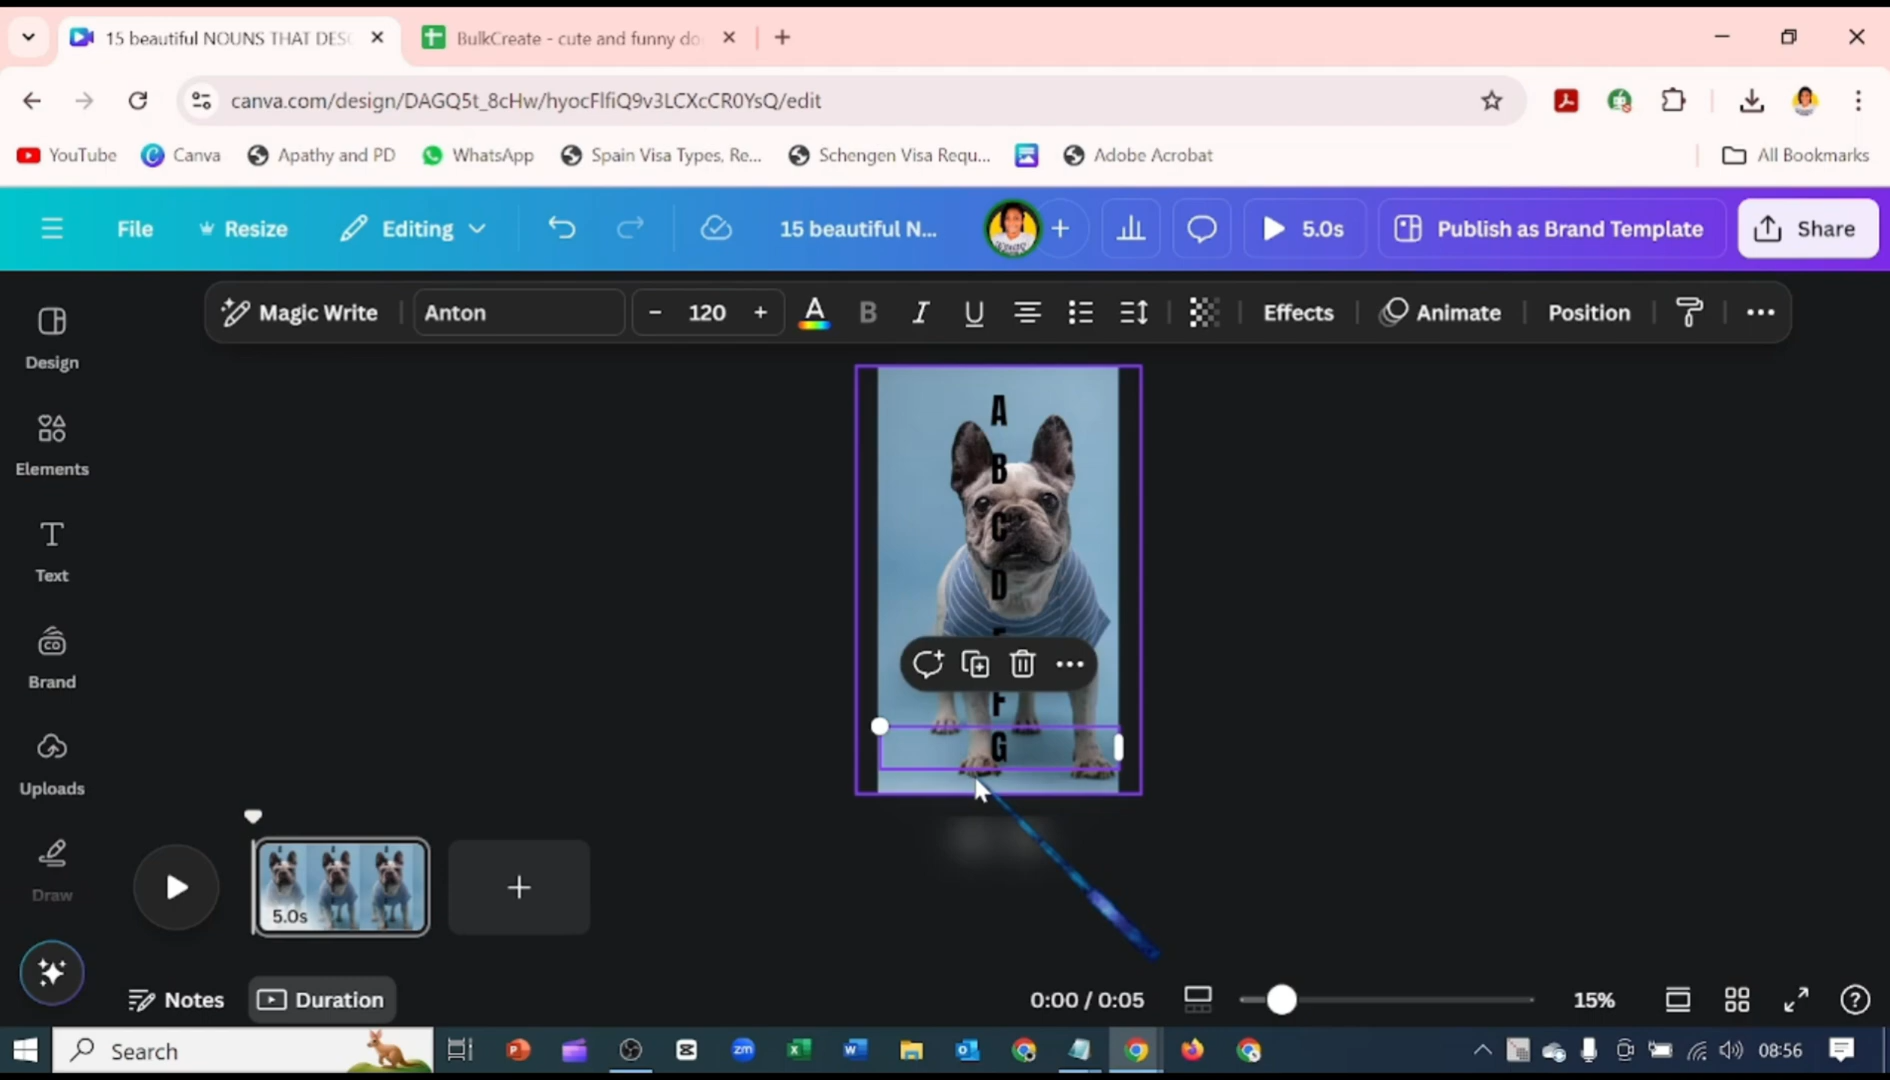 15 beautiful NOUNS THAT DESC
BulkCreate - cute and funny do
canva.com/design/DAGQ5t_8cHw/hyocFlfiQ9v3LCXcCR0YsQ/edit
YouTube
Canva
Apathy and PD
WhatsApp
Spain Visa Types, Re...
Schengen Visa Requ...
Adobe Acrobat
All Bookmarks
File
Resize
Editing
15 beautiful N...
5.0s
Publish as Brand Template
Share
Magic Write
Anton
- 120 +
A
B
I
U
Effects
Animate
Position
Design
Elements
Text
Brand
Uploads
Draw
A
B
C
D
F
G
5.0s
Notes
Duration
0:00 / 0:05
15%
Search
zm
08:56